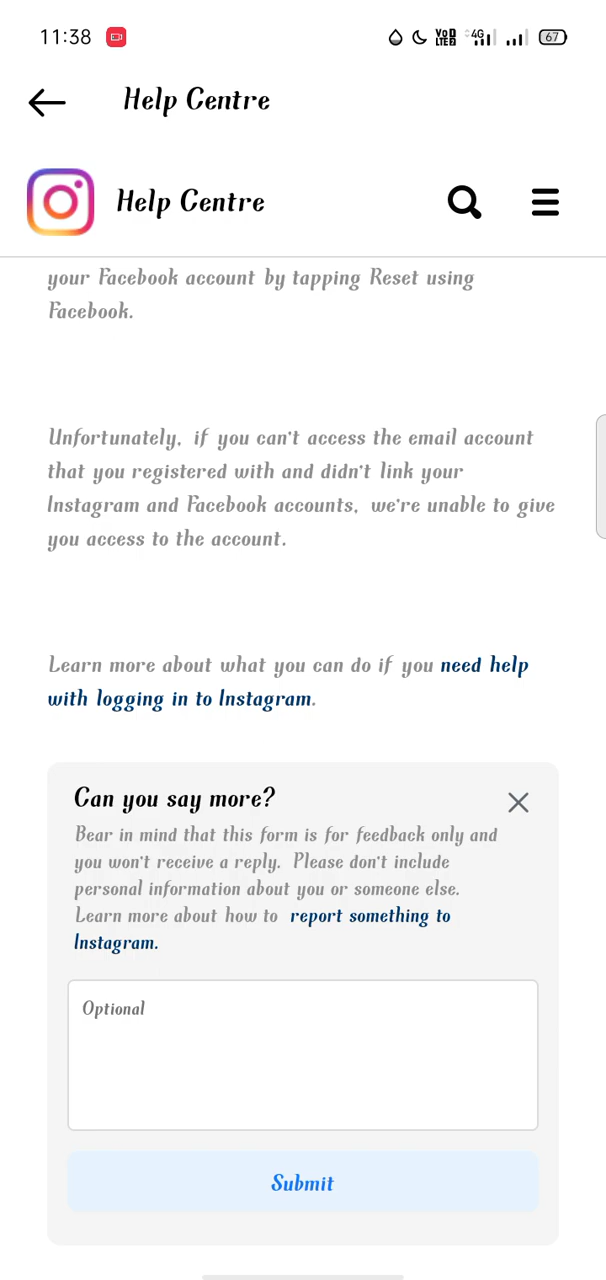 11:38 VoD LTE2 4G 67
Help Centre
Help Centre
your Facebook account by tapping Reset using
Facebook.
Unfortunately, if you can't access the email account
that you registered with and didn't link your
Instagram and Facebook accounts, we're unable to give
you access to the account.
Learn more about what you can do if you need help
with logging in to Instagram.
Can you say more?
Bear in mind that this form is for feedback only and
you won't receive a reply. Please don't include
personal information about you or someone else.
Learn more about how to report something to
Instagram.
Optional
Submit